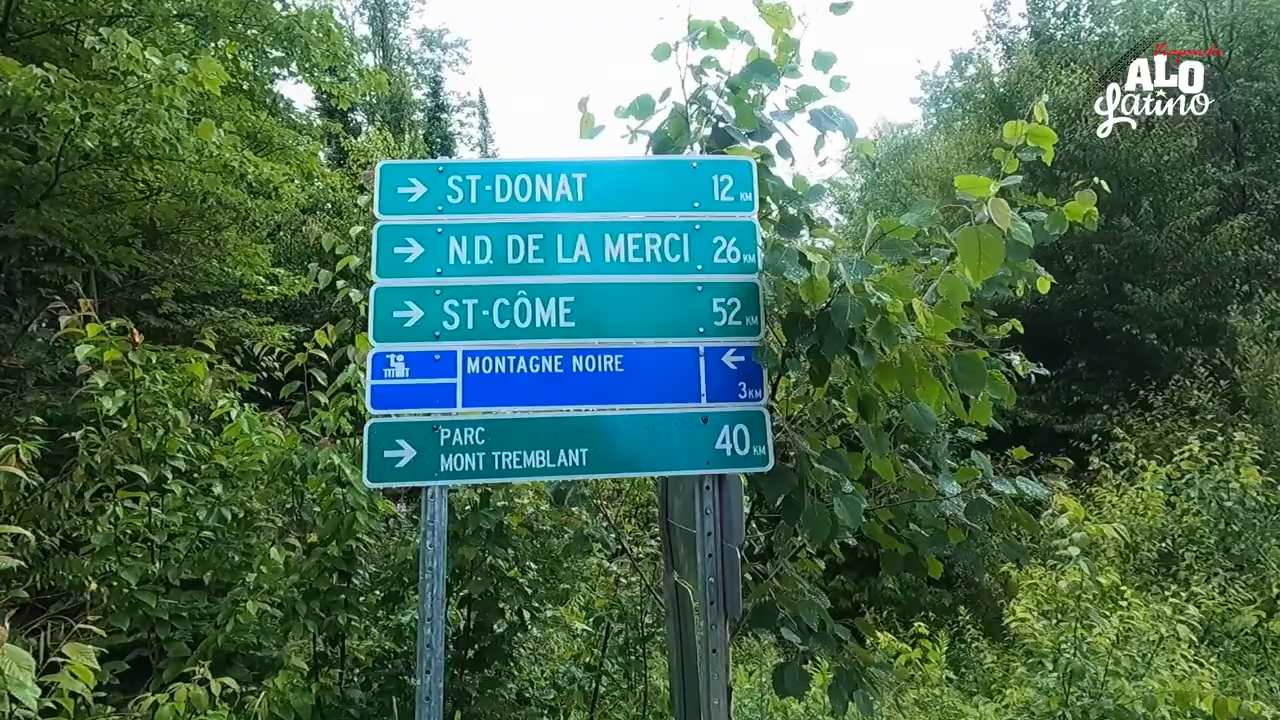 Viajando
ALO
Latino
→ ST-DONAT 12 KM
→ N.D. DE LA MERCI 26 KM
→ ST-CÔME 52 KM
MONTAGNE NOIRE ← 3 KM
→ PARC
MONT TREMBLANT 40 KM